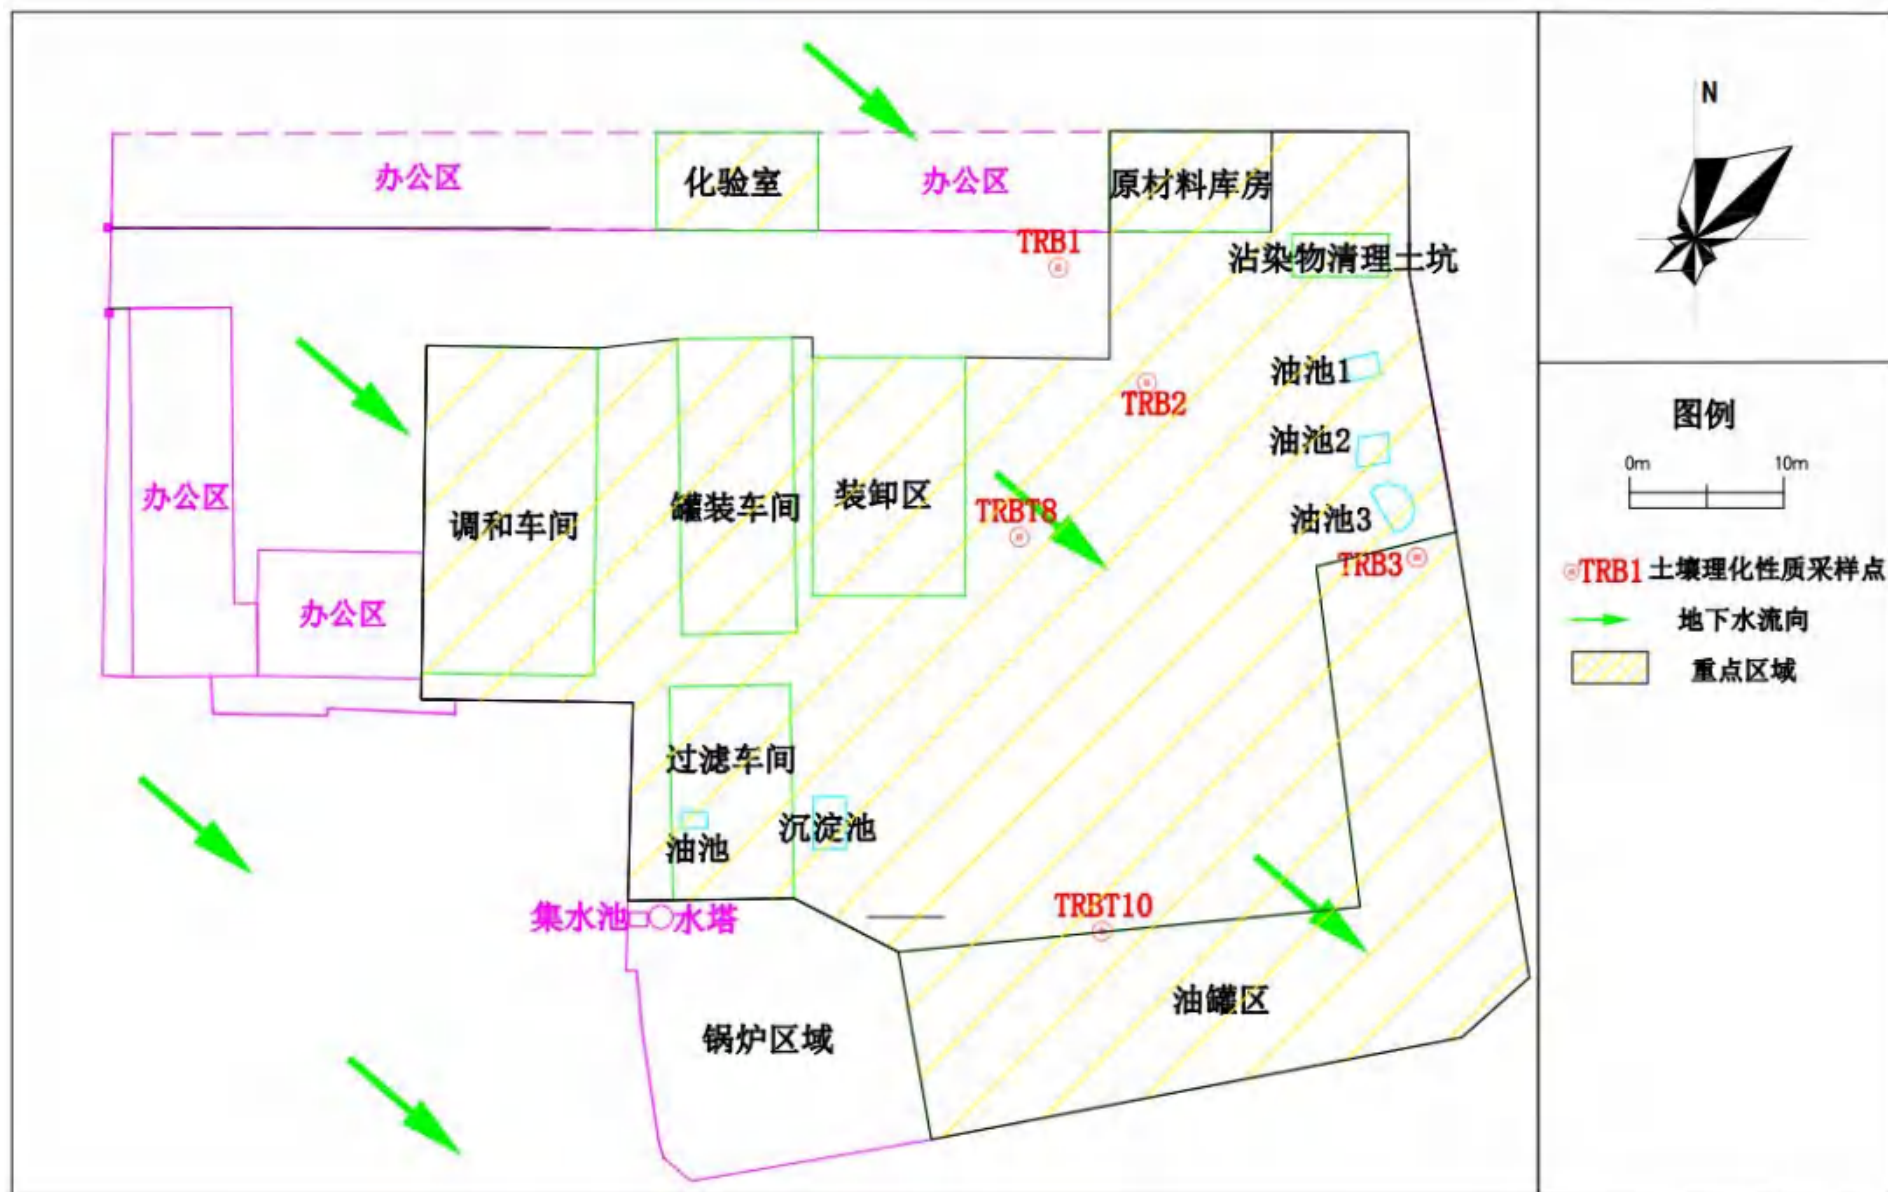 N
办公区
化验室
办公区
原材料库房
TRB1
沾染物清理土坑
油池1
TRB2
油池2
办公区
调和车间
罐装车间
装卸区
TRBT8
油池3
TRB3
办公区
过滤车间
油池
沉淀池
集水池
水塔
TRBT10
油罐区
锅炉区域
图例
0m
10m
TRB1 土壤理化性质采样点
地下水流向
重点区域